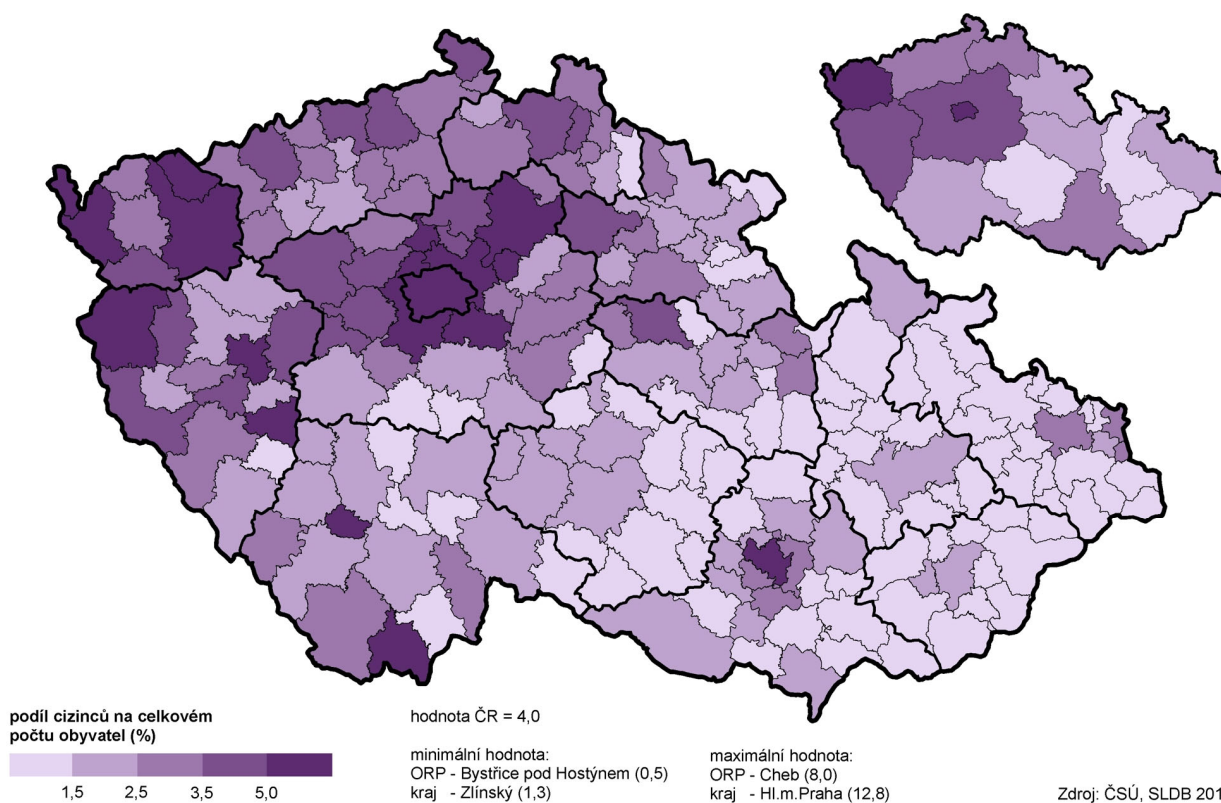 podíl cizinců na celkovém
počtu obyvatel (%)
1,5 2,5 3,5 5,0
hodnota ČR = 4,0
minimální hodnota:
ORP - Bystřice pod Hostýnem (0,5)
kraj - Zlínský (1,3)
maximální hodnota:
ORP - Cheb (8,0)
kraj - Hl.m.Praha (12,8)
Zdroj: ČSÚ, SLDB 201